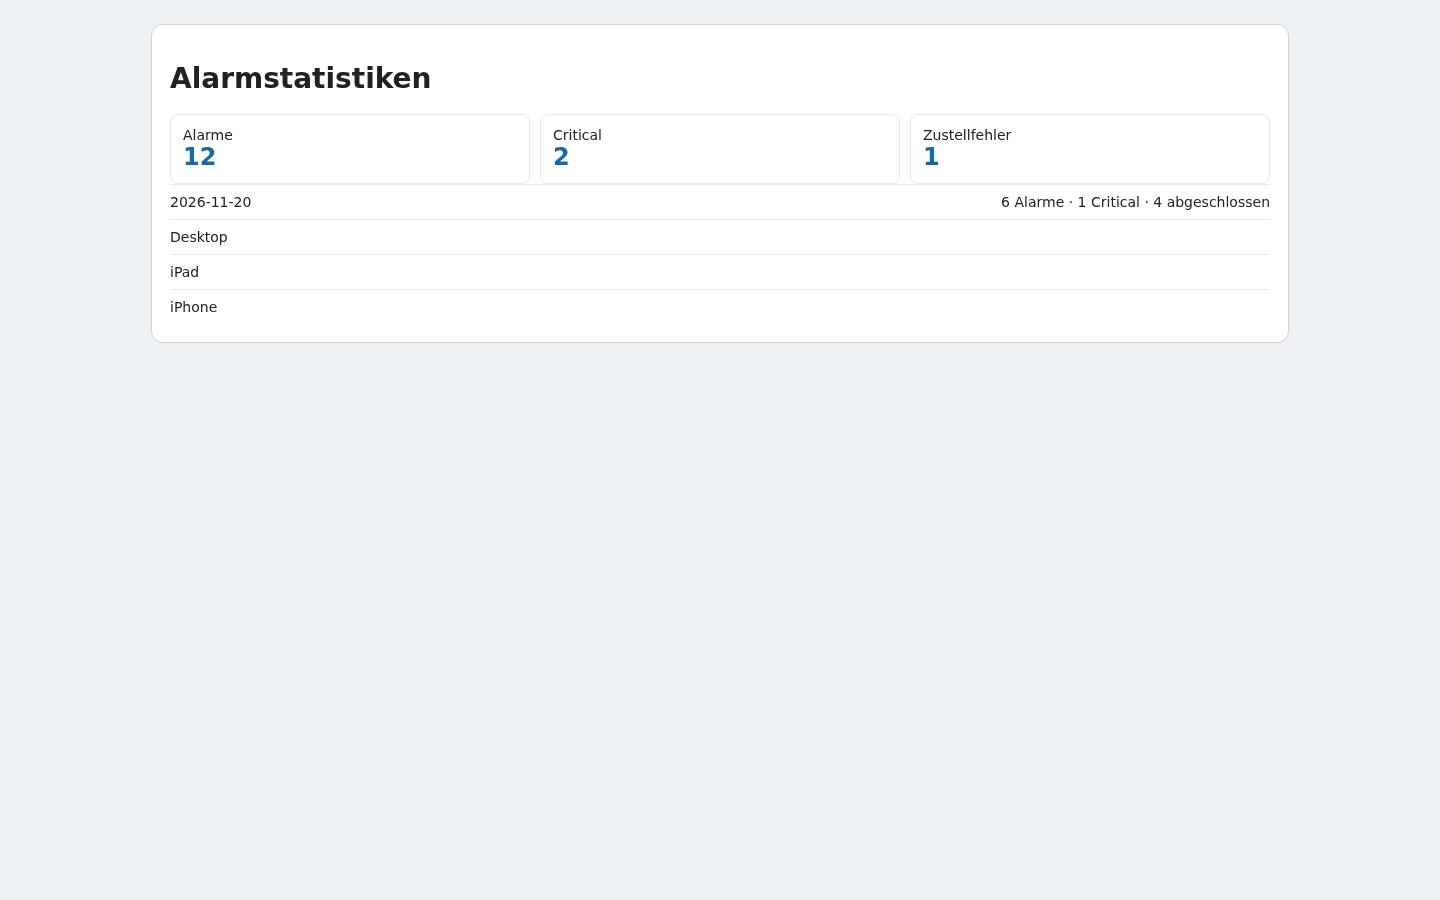 Alarmstatistiken
Alarme
12
Critical
2
Zustellfehler
1
2026-11-20 6 Alarme · 1 Critical · 4 abgeschlossen
Desktop
iPad
iPhone